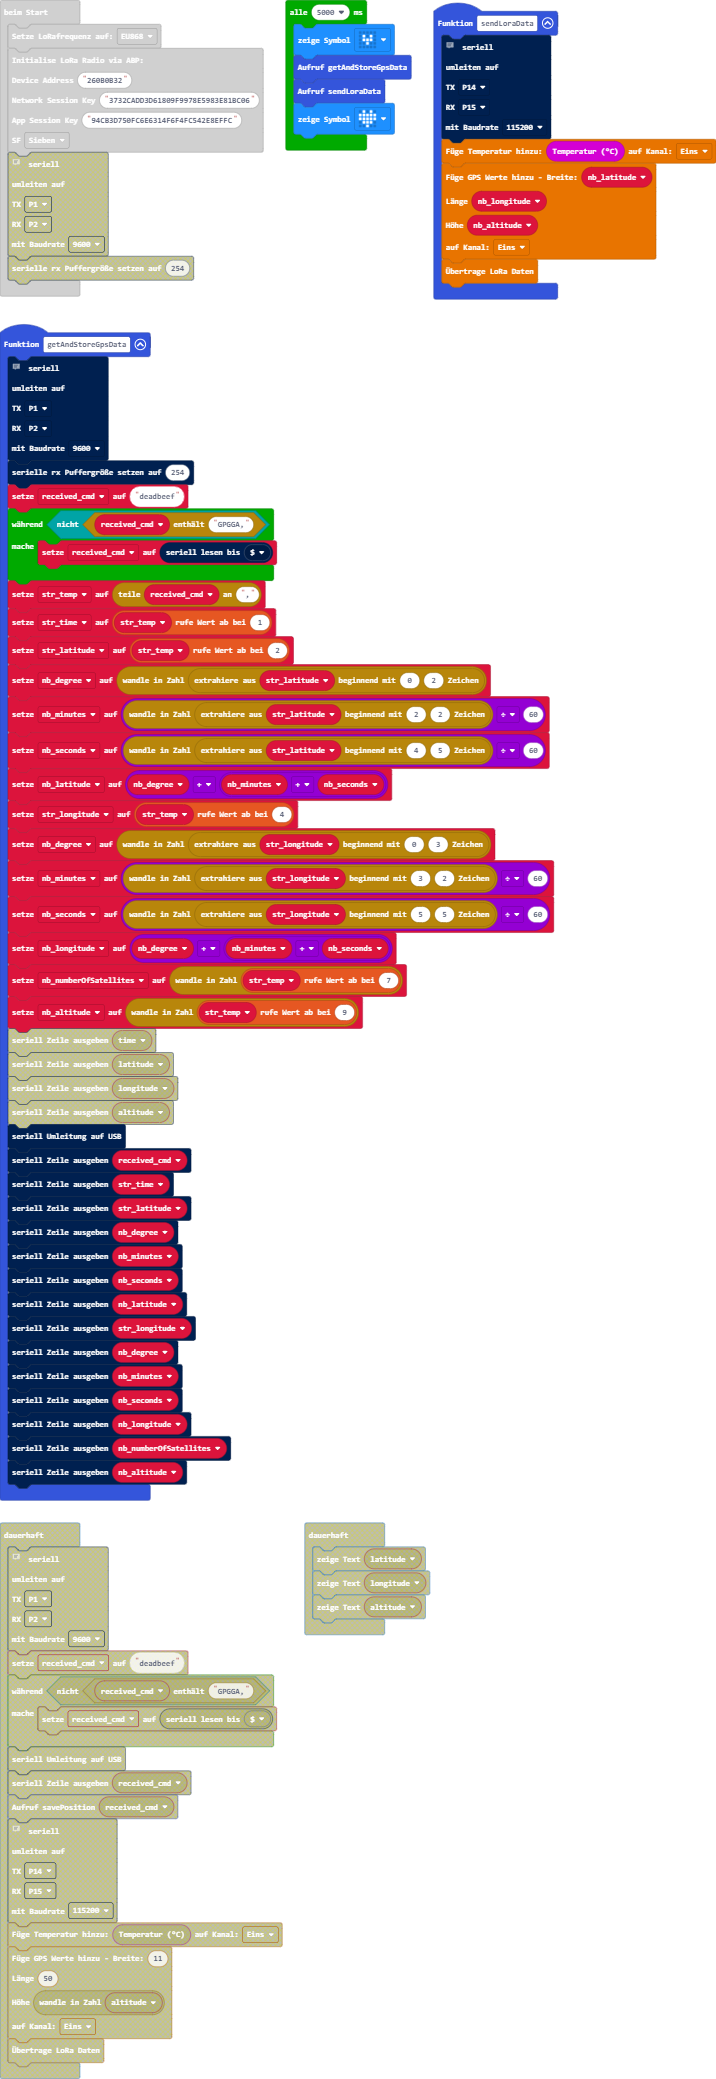 beim Start
Setze LoRafrequenz auf: EU868
Initialise LoRa Radio via ABP:
Device Address "260B0B32"
Network Session Key "3732CADD3D61809F9978E5983E81BC06"
App Session Key "94CB3D750FC6E6314F6F4FC542E8EFFC"
SF Sieben
seriell
umleiten auf
TX P1
RX P2
mit Baudrate 9600
serielle rx Puffergröße setzen auf 254
alle 5000 ms
zeige Symbol
Aufruf getAndStoreGpsData
Aufruf sendLoraData
zeige Symbol
Funktion sendLoraData
seriell
umleiten auf
TX P14
RX P15
mit Baudrate 115200
Füge Temperatur hinzu: Temperatur (°C) auf Kanal: Eins
Füge GPS Werte hinzu - Breite: nb_latitude
Länge nb_longitude
Höhe nb_altitude
auf Kanal: Eins
Übertrage LoRa Daten
Funktion getAndStoreGpsData
seriell
umleiten auf
TX P1
RX P2
mit Baudrate 9600
serielle rx Puffergröße setzen auf 254
setze received_cmd auf "deadbeef"
während nicht received_cmd enthält "GPGGA,"
mache setze received_cmd auf seriell lesen bis $
setze str_temp auf teile received_cmd an ","
setze str_time auf str_temp rufe Wert ab bei 1
setze str_latitude auf str_temp rufe Wert ab bei 2
setze nb_degree auf wandle in Zahl extrahiere aus str_latitude beginnend mit 0 2 Zeichen
setze nb_minutes auf wandle in Zahl extrahiere aus str_latitude beginnend mit 2 2 Zeichen ÷ 60
setze nb_seconds auf wandle in Zahl extrahiere aus str_latitude beginnend mit 4 5 Zeichen ÷ 60
setze nb_latitude auf nb_degree + nb_minutes + nb_seconds
setze str_longitude auf str_temp rufe Wert ab bei 4
setze nb_degree auf wandle in Zahl extrahiere aus str_longitude beginnend mit 0 3 Zeichen
setze nb_minutes auf wandle in Zahl extrahiere aus str_longitude beginnend mit 3 2 Zeichen ÷ 60
setze nb_seconds auf wandle in Zahl extrahiere aus str_longitude beginnend mit 5 5 Zeichen ÷ 60
setze nb_longitude auf nb_degree + nb_minutes + nb_seconds
setze nb_numberOfSatellites auf wandle in Zahl str_temp rufe Wert ab bei 7
setze nb_altitude auf wandle in Zahl str_temp rufe Wert ab bei 9
seriell Zeile ausgeben time
seriell Zeile ausgeben latitude
seriell Zeile ausgeben longitude
seriell Zeile ausgeben altitude
seriell Umleitung auf USB
seriell Zeile ausgeben received_cmd
seriell Zeile ausgeben str_time
seriell Zeile ausgeben str_latitude
seriell Zeile ausgeben nb_degree
seriell Zeile ausgeben nb_minutes
seriell Zeile ausgeben nb_seconds
seriell Zeile ausgeben nb_latitude
seriell Zeile ausgeben str_longitude
seriell Zeile ausgeben nb_degree
seriell Zeile ausgeben nb_minutes
seriell Zeile ausgeben nb_seconds
seriell Zeile ausgeben nb_longitude
seriell Zeile ausgeben nb_numberOfSatellites
seriell Zeile ausgeben nb_altitude
dauerhaft
seriell
umleiten auf
TX P1
RX P2
mit Baudrate 9600
setze received_cmd auf "deadbeef"
während nicht received_cmd enthält "GPGGA,"
mache setze received_cmd auf seriell lesen bis $
seriell Umleitung auf USB
seriell Zeile ausgeben received_cmd
Aufruf savePosition received_cmd
seriell
umleiten auf
TX P14
RX P15
mit Baudrate 115200
Füge Temperatur hinzu: Temperatur (°C) auf Kanal: Eins
Füge GPS Werte hinzu - Breite: 11
Länge 50
Höhe wandle in Zahl altitude
auf Kanal: Eins
Übertrage LoRa Daten
dauerhaft
zeige Text latitude
zeige Text longitude
zeige Text altitude